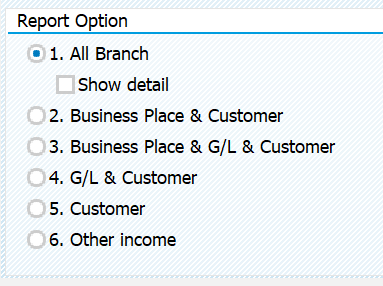 Report Option
1. All Branch
Show detail
2. Business Place & Customer
3. Business Place & G/L & Customer
4. G/L & Customer
5. Customer
6. Other income